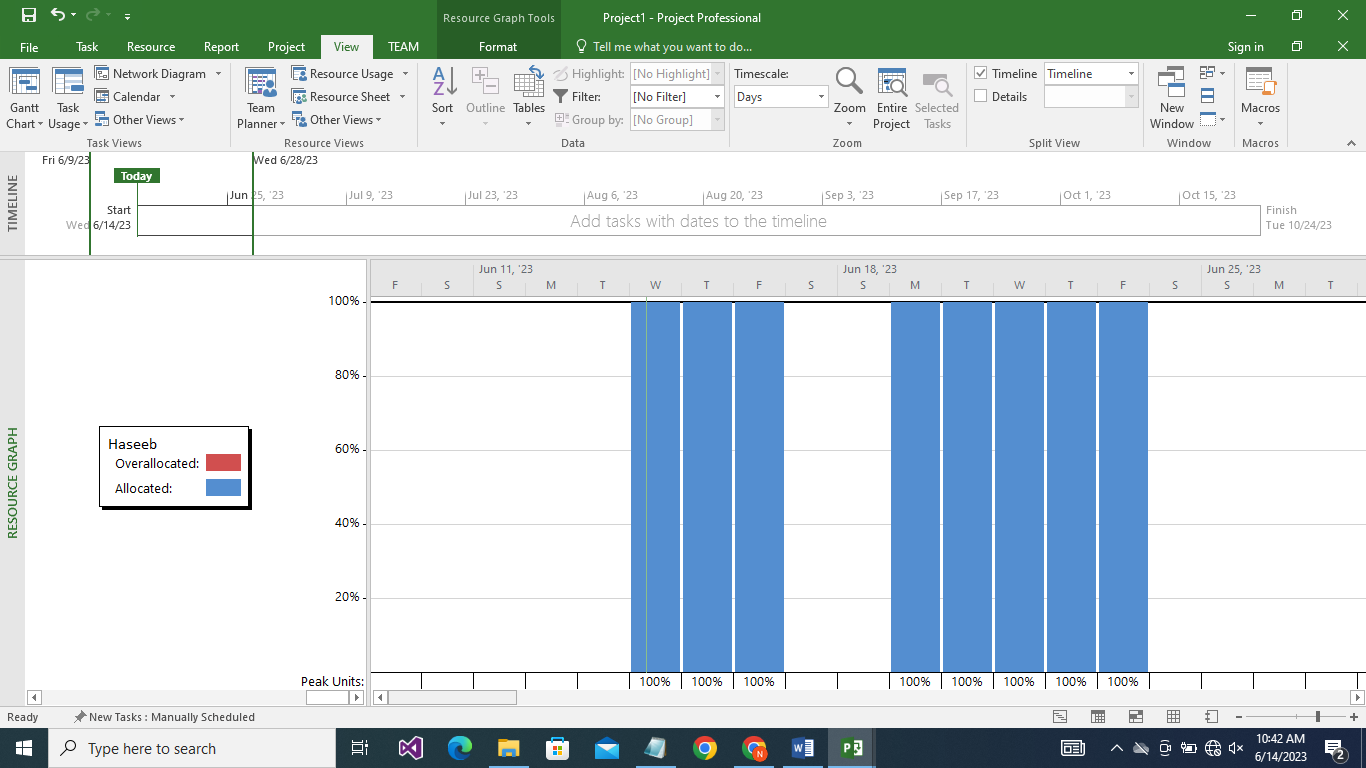 Resource Graph Tools Project1 - Project Professional
File Task Resource Report Project View TEAM Format Tell me what you want to do... Sign in
Gantt Chart Task Usage Network Diagram Calendar Other Views
Task Views
Team Planner Resource Usage Resource Sheet Other Views
Resource Views
Sort Outline Tables Highlight: [No Highlight] Filter: [No Filter] Group by: [No Group]
Data
Timescale: Days Zoom Entire Project Selected Tasks
Zoom
Timeline Timeline
Details
Split View
New Window
Window
Macros
Macros
TIMELINE
Fri 6/9/23 Wed 6/28/23
Today
Jun 25, '23 Jul 9, '23 Jul 23, '23 Aug 6, '23 Aug 20, '23 Sep 3, '23 Sep 17, '23 Oct 1, '23 Oct 15, '23
Start
Wed 6/14/23
Add tasks with dates to the timeline
Finish
Tue 10/24/23
RESOURCE GRAPH
Jun 11, '23 Jun 18, '23 Jun 25, '23
F S S M T W T F S S M T W T F S S M T
100%
80%
60%
40%
20%
Haseeb
Overallocated:
Allocated:
Peak Units: 100% 100% 100% 100% 100% 100% 100% 100%
Ready New Tasks : Manually Scheduled
Type here to search
10:42 AM
6/14/2023
2